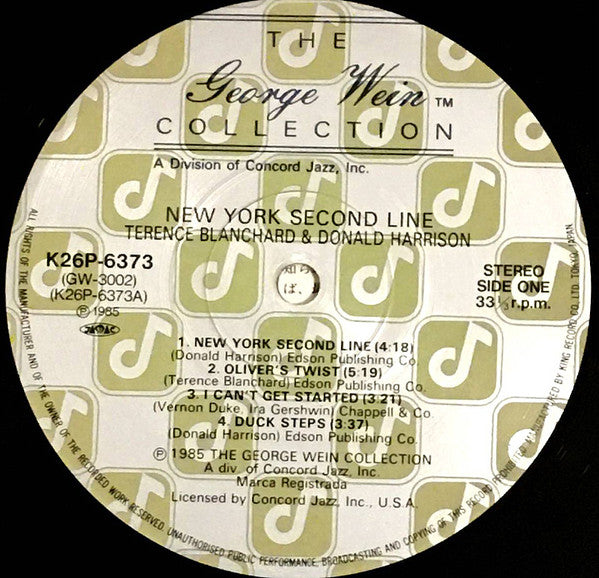 THE
George Wein ™
COLLECTION
A Division of Concord Jazz, Inc.
NEW YORK SECOND LINE
TERENCE BLANCHARD & DONALD HARRISON
K26P-6373
(GW-3002)
(K26P-6373A)
Ⓟ 1985
JASRAC
STEREO
SIDE ONE
33⅓ r.p.m.
1. NEW YORK SECOND LINE (4:18)
(Donald Harrison) Edson Publishing Co.
2. OLIVER'S TWIST (5:19)
(Terence Blanchard) Edson Publishing Co.
3. I CAN'T GET STARTED (3:21)
(Vernon Duke, Ira Gershwin) Chappell & Co.
4. DUCK STEPS (3:37)
(Donald Harrison) Edson Publishing Co.
Ⓟ © 1985 THE GEORGE WEIN COLLECTION
A div. of Concord Jazz, Inc.
Marca Registrada
Licensed by Concord Jazz, Inc., U.S.A.
ALL RIGHTS OF THE MANUFACTURER AND OF THE OWNER OF THE RECORDED WORK RESERVED. UNAUTHORISED PUBLIC PERFORMANCE, BROADCASTING AND COPYING OF THIS RECORD PROHIBITED. MANUFACTURED BY KING RECORD CO. LTD. TOKYO JAPAN